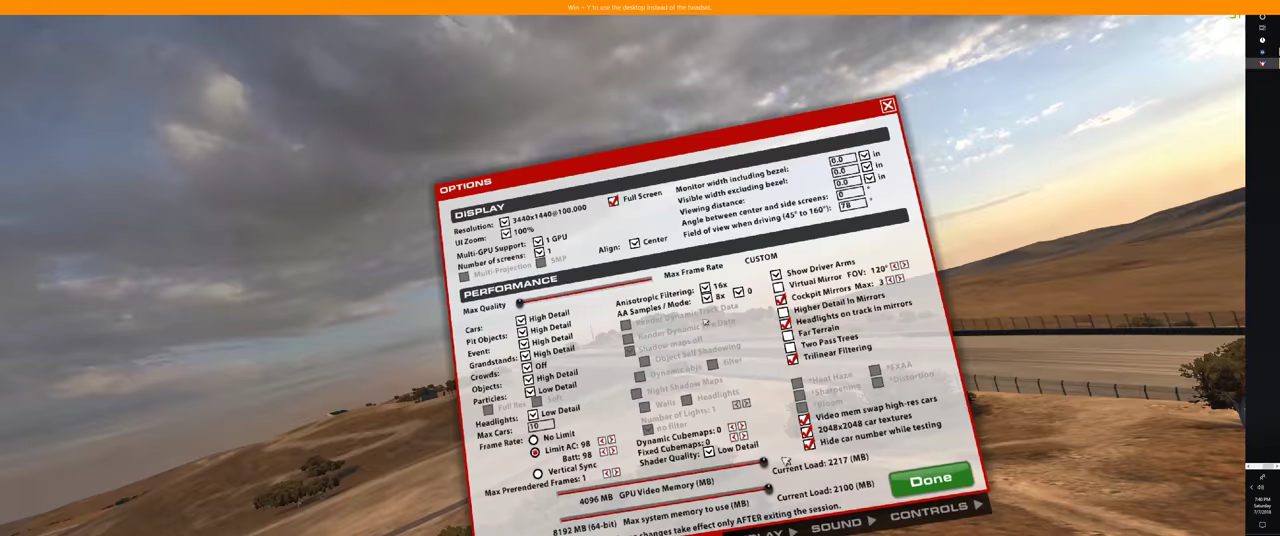 Win + Y to use the desktop instead of the headset.
OPTIONS
DISPLAY
Resolution: 3440x1440@100.000
Full Screen
UI Zoom: 100%
Multi-GPU Support: 1 GPU
Number of screens: 1
Align: Center
Multi-Projection SMP
Monitor width including bezel: 0.0 in
Visible width excluding bezel: 0.0 in
Viewing distance: 0.0 in
Angle between center and side screens: 0 °
Field of view when driving (45° to 160°): 78 °
PERFORMANCE
Max Quality
Max Frame Rate
CUSTOM
Cars: High Detail
Pit Objects: High Detail
Event: High Detail
Grandstands: High Detail
Crowds: Off
Objects: High Detail
Particles: Low Detail
Full Res Soft
Headlights: Low Detail
Max Cars: 10
Frame Rate: No Limit
Limit AC: 98
Batt: 98
Vertical Sync
Max Prerendered Frames: 1
Anisotropic Filtering: 16x
AA Samples / Mode: 8x 0
Render Dynamic Track Data
Render Dynamic
Shadow maps off
Object Self Shadowing
Dynamic objs filter
Night Shadow Maps
Walls Headlights
Number of Lights: 1
no filter
Dynamic Cubemaps: 0
Fixed Cubemaps: 0
Shader Quality: Low Detail
Show Driver Arms
Virtual Mirror FOV: 120°
Cockpit Mirrors Max: 3
Higher Detail In Mirrors
Headlights on track in mirrors
Far Terrain
Two Pass Trees
Trilinear Filtering
*Heat Haze *FXAA
*Sharpening *Distortion
*Bloom
Video mem swap high-res cars
2048x2048 car textures
Hide car number while testing
4096 MB GPU Video Memory (MB)
Current Load: 2217 (MB)
8192 MB (64-bit) Max system memory to use (MB)
Current Load: 2100 (MB)
changes take effect only AFTER exiting the session.
Done
SOUND
CONTROLS
7:40 PM
Saturday
7/7/2018